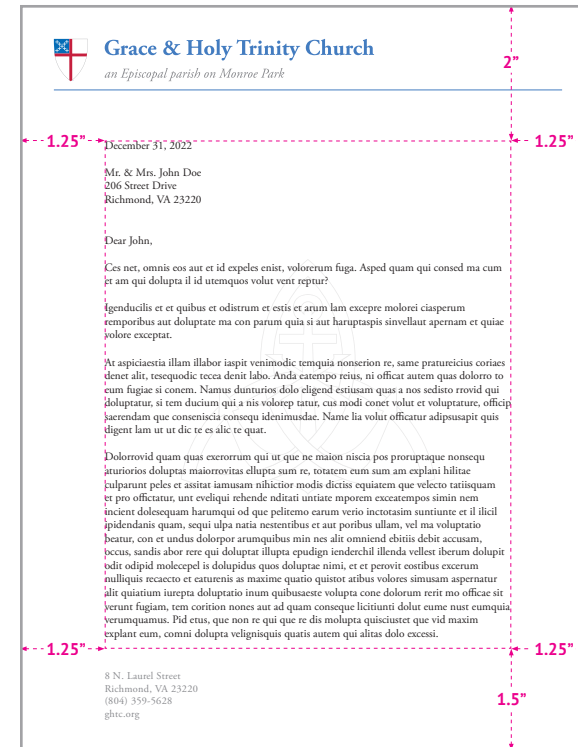 Grace & Holy Trinity Church
an Episcopal parish on Monroe Park
2”
1.25”
1.25”
December 31, 2022
Mr. & Mrs. John Doe
206 Street Drive
Richmond, VA 23220
Dear John,
Ces net, omnis eos aut et id expeles enist, volorerum fuga. Asped quam qui consed ma cum
et am qui dolupta il id utemquos volut vent reptur?
Igenducilis et et quibus et odistrum et estis et arum lam excepre molorei ciasperum
remporibus aut doluptate ma con parum quia si aut haruptaspis sinvellaut apernam et quiae
volore exceptat.
At aspiciaestia illam illabor iaspit venimodic temquia nonserion re, same pratureicius coriaes
denet alit, tesequodic tecea denit labo. Anda eatempo reius, ni officat autem quas dolorro to
eum fugiae si conem. Namus dunturios dolo eligend estiusam quas a nos sedisto rrovid qui
doluptatur, si tem ducium qui a nis volorep tatur, cus modi conet volut et voluptature, officip
saerendam que conseniscia consequ idenimusdae. Name lia volut officatur adipsusapit quis
digent lam ut ut dic te es alic te quat.
Dolorrovid quam quas exerorrum qui ut que ne maion niscia pos proruptaque nonsequ
aturiorios doluptas maiorrovitas ellupta sum re, totatem eum sum am explani hilitae
culparunt peles et assitat iamusam nihictior modis dictiss equiatem que velecto tatiisquam
et pro offictatur, unt eveliqui rehende nditati untiate mporem exceatempos simin nem
incient dolesequam harumqui od que pelitemo earum verio inctotasim suntiunte et il ilicil
ipidendanis quam, sequi ulpa natia nestentibus et aut poribus ullam, vel ma voluptatio
beatur, con et undus dolorpor arumquibus min nes alit omniend ebitiis debit accusam,
occus, sandis abor rere qui doluptat illupta epudign ienderchil illenda vellest iberum dolupit
odit odipid molecepel is dolupidus quos doluptae nimi, et et perovit eostibus excerum
nulliquis recaecto et eaturenis as maxime quatio quistot atibus volores simusam aspernatur
alit quiatium iurepta doluptatio inum quibusaeste volupta cone dolorum rerit mo officae sit
verunt fugiam, tem corition nones aut ad quam conseque licitiunti dolut eume nust eumquia
verumquamus. Pid etus, que non re qui que re dis molupta quisciustet que vid maxim
explant eum, comni dolupta velignisquis quatis autem qui alitas dolo excessi.
1.25”
1.25”
8 N. Laurel Street
Richmond, VA 23220
(804) 359-5628
ghtc.org
1.5”